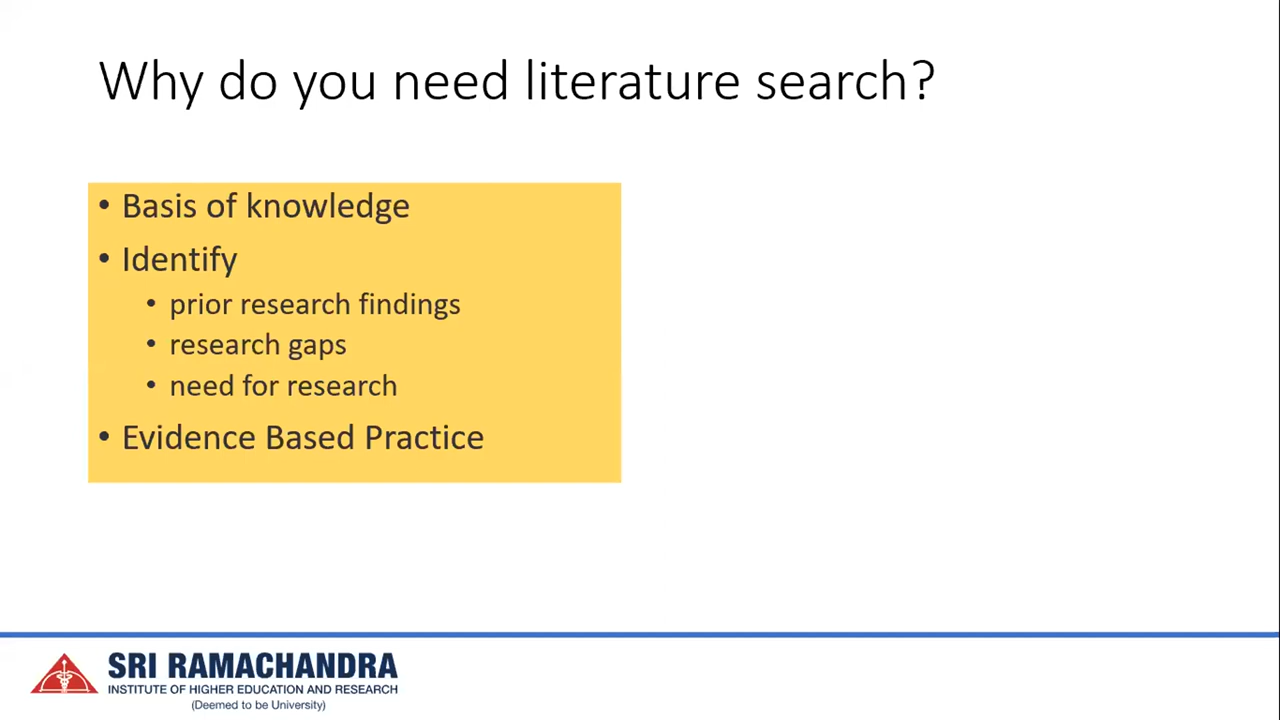 Why do you need literature search?
• Basis of knowledge
• Identify
• prior research findings
• research gaps
• need for research
• Evidence Based Practice
SRI RAMACHANDRA
INSTITUTE OF HIGHER EDUCATION AND RESEARCH
(Deemed to be University)